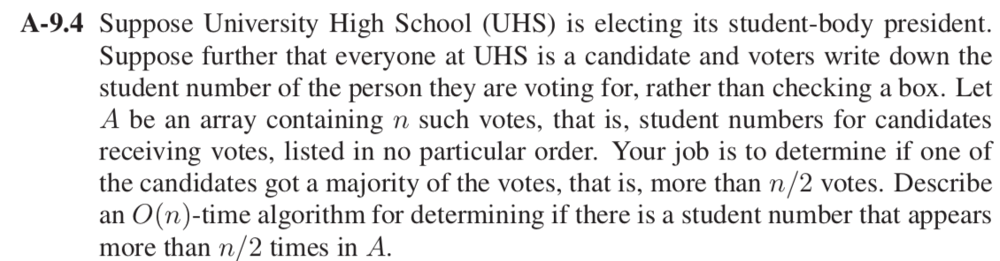 A-9.4 Suppose University High School (UHS) is electing its student-body president.
Suppose further that everyone at UHS is a candidate and voters write down the
student number of the person they are voting for, rather than checking a box. Let
A be an array containing n such votes, that is, student numbers for candidates
receiving votes, listed in no particular order. Your job is to determine if one of
the candidates got a majority of the votes, that is, more than n/2 votes. Describe
an O(n)-time algorithm for determining if there is a student number that appears
more than n/2 times in A.